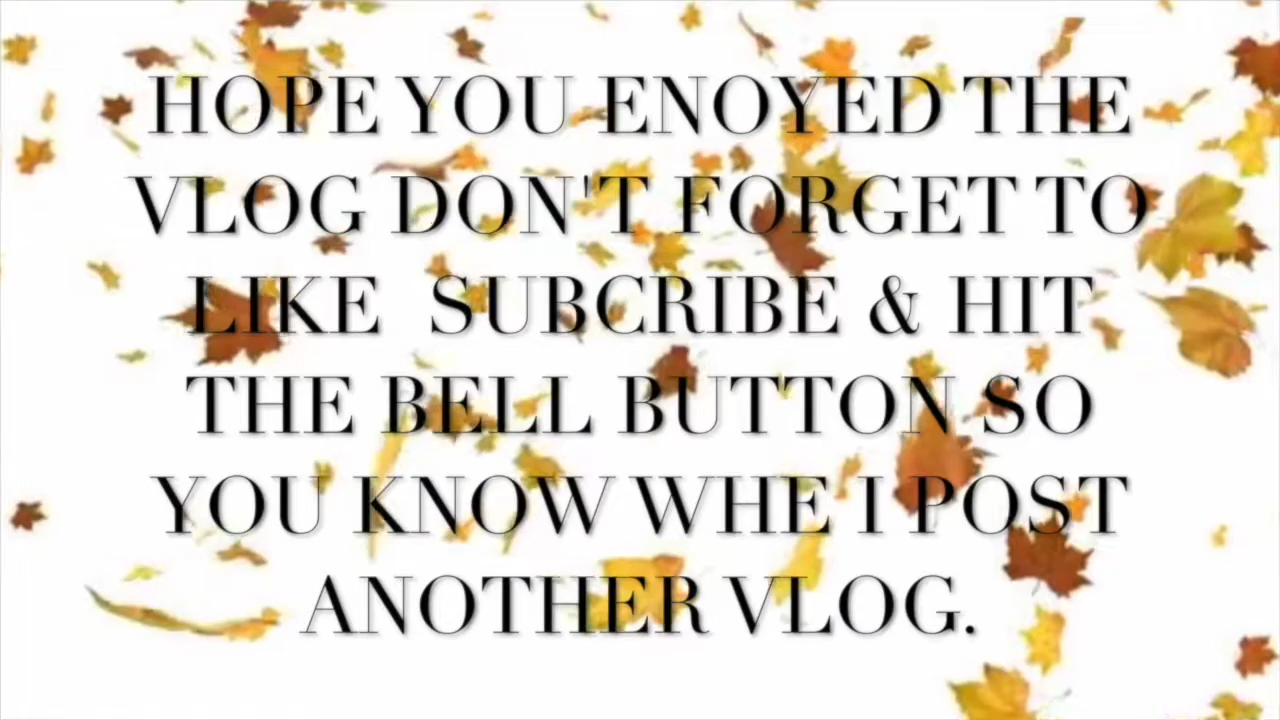 HOPE YOU ENOYED THE
VLOG DON'T FORGET TO
LIKE  SUBCRIBE & HIT
THE BELL BUTTON SO
YOU KNOW WHE I POST
ANOTHER VLOG.